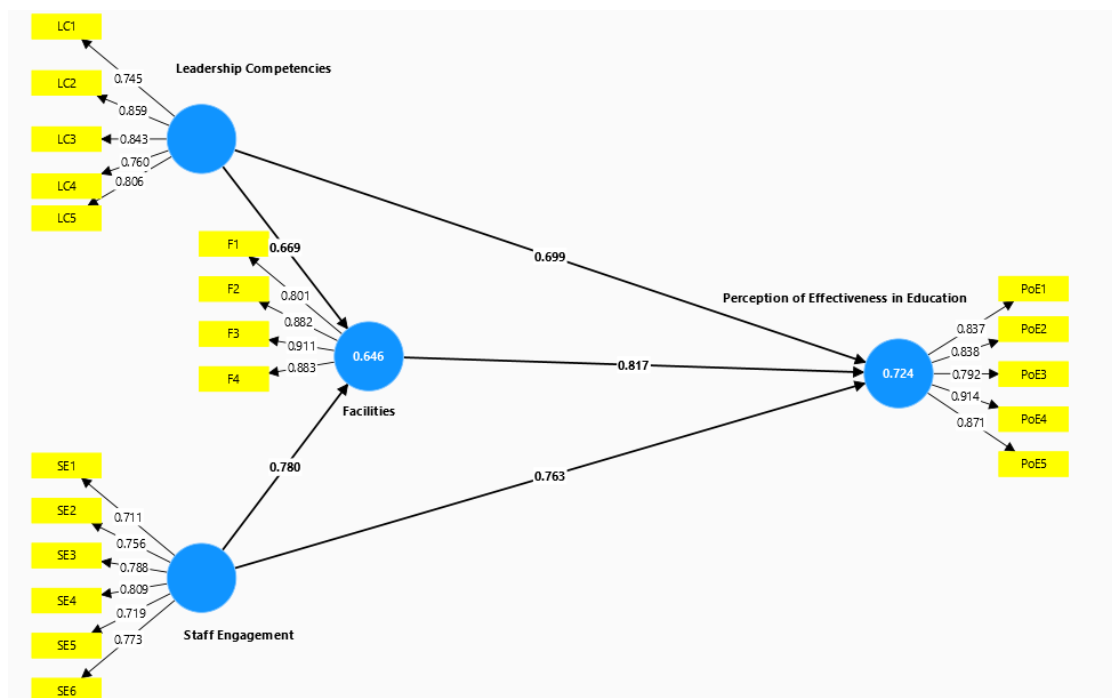 LC1
Leadership Competencies
0.745
LC2
0.859
LC3
0.843
0.760
LC4
0.806
LC5
F1
0.669
0.699
0.801
F2
0.882
F3
0.911
0.646
F4
0.883
Facilities
0.817
Perception of Effectiveness in Education
PoE1
0.837
PoE2
0.838
0.724
0.792
PoE3
0.914
PoE4
0.871
PoE5
SE1
0.780
0.763
0.711
SE2
0.756
SE3
0.788
0.809
SE4
0.719
0.773
SE5
Staff Engagement
SE6